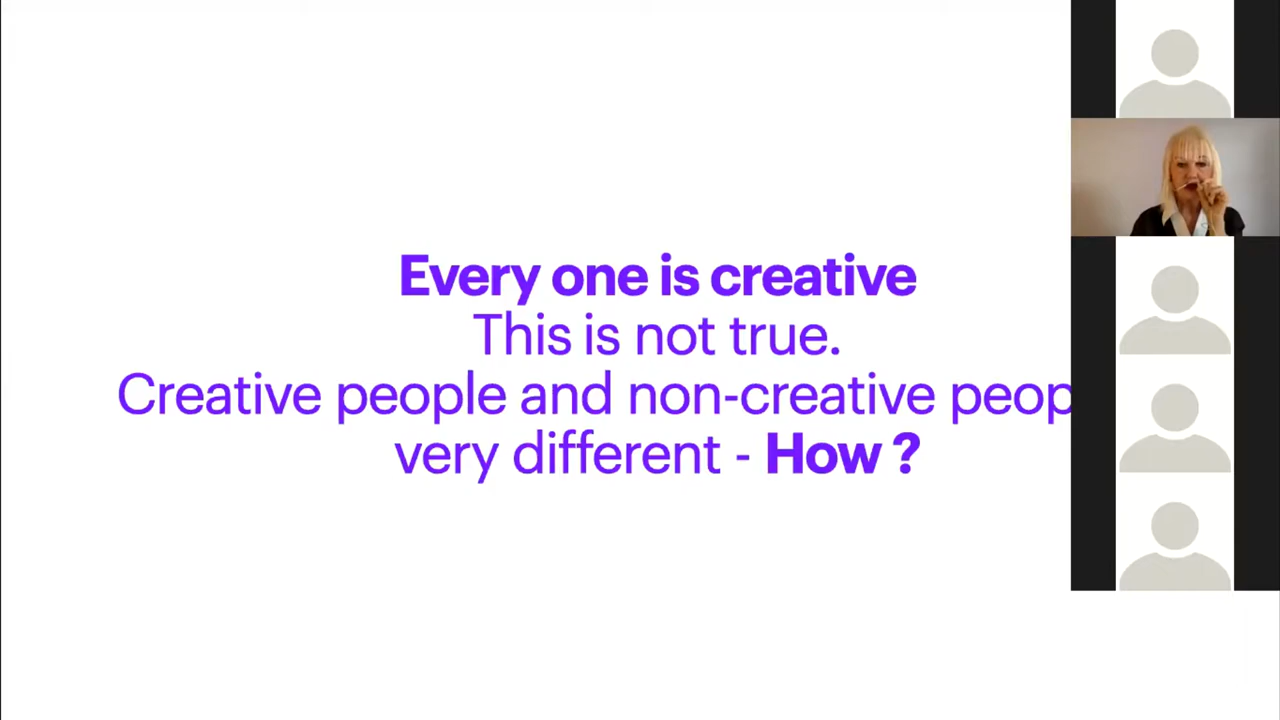 Every one is creative
This is not true.
Creative people and non-creative peop
very different - How ?